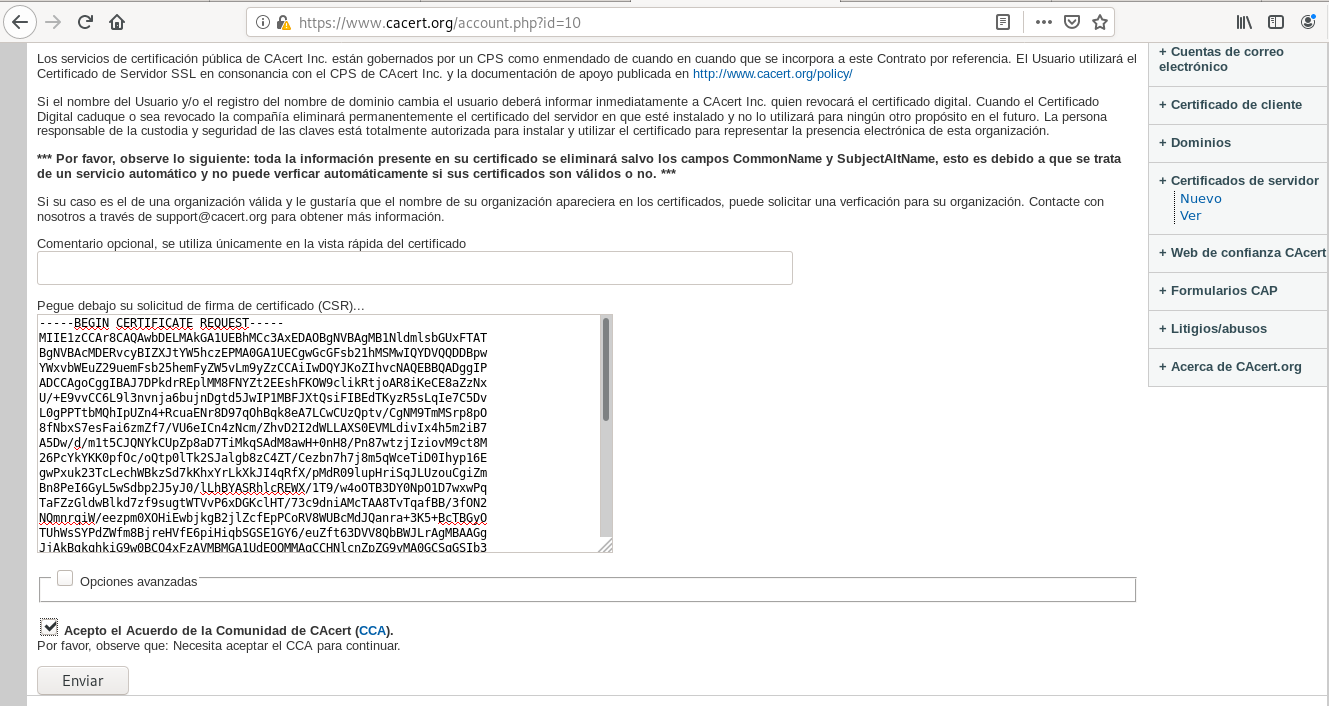 https://www.cacert.org/account.php?id=10
Los servicios de certificación pública de CAcert Inc. están gobernados por un CPS como enmendado de cuando en cuando que se incorpora a este Contrato por referencia. El Usuario utilizará el
Certificado de Servidor SSL en consonancia con el CPS de CAcert Inc. y la documentación de apoyo publicada en http://www.cacert.org/policy/
Si el nombre del Usuario y/o el registro del nombre de dominio cambia el usuario deberá informar inmediatamente a CAcert Inc. quien revocará el certificado digital. Cuando el Certificado
Digital caduque o sea revocado la compañía eliminará permanentemente el certificado del servidor en que esté instalado y no lo utilizará para ningún otro propósito en el futuro. La persona
responsable de la custodia y seguridad de las claves está totalmente autorizada para instalar y utilizar el certificado para representar la presencia electrónica de esta organización.
*** Por favor, observe lo siguiente: toda la información presente en su certificado se eliminará salvo los campos CommonName y SubjectAltName, esto es debido a que se trata
de un servicio automático y no puede verficar automáticamente si sus certificados son válidos o no. ***
Si su caso es el de una organización válida y le gustaría que el nombre de su organización apareciera en los certificados, puede solicitar una verficación para su organización. Contacte con
nosotros a través de support@cacert.org para obtener más información.
Comentario opcional, se utiliza únicamente en la vista rápida del certificado
Pegue debajo su solicitud de firma de certificado (CSR)...
-----BEGIN CERTIFICATE REQUEST-----
MIIE1zCCAr8CAQAwbDELMAkGA1UEBhMCc3AxEDAOBgNVBAgMB1NldmlsbGUxFTAT
BgNVBAcMDERvcyBIZXJtYW5hczEPMA0GA1UECgwGcGFsb21hMSMwIQYDVQQDDBpw
YWxvbWEuZ29uemFsb25hemFyZW5vLm9yZzCCAiIwDQYJKoZIhvcNAQEBBQADggIP
ADCCAgoCggIBAJ7DPkdrREplMM8FNYZt2EEshFKOW9clikRtjoAR8iKeCE8aZzNx
U/+E9vvCC6L9l3nvnja6bujnDgtd5JwIP1MBFJXtQsiFIBEdTKyzR5sLqIe7C5Dv
L0gPPTtbMQhIpUZn4+RcuaENr8D97qOhBqk8eA7LCwCUzQptv/CgNM9TmMSrp8pO
8fNbxS7esFai6zmZf7/VU6eICn4zNcm/ZhvD2I2dWLLAXS0EVMLdivIx4h5m2iB7
A5Dw/d/m1t5CJQNYkCUpZp8aD7TiMkqSAdM8awH+0nH8/Pn87wtzjIziovM9ct8M
26PcYkYKK0pfOc/oQtp0lTk2SJalgb8zC4ZT/Cezbn7h7j8m5qWceTiD0Ihyp16E
gwPxuk23TcLechWBkzSd7kKhxYrLkXkJI4qRfX/pMdR09lupHriSqJLUzouCgiZm
Bn8PeI6GyL5wSdbp2J5yJ0/lLhBYASRhlcREWX/1T9/w4oOTB3DY0NpO1D7wxwPq
TaFZzGldwBlkd7zf9sugtWTVvP6xDGKclHT/73c9dniAMcTAA8TvTqafBB/3fON2
NQmnrqiW/eezpm0XOHiEwbjkgB2jlZcfEpPCoRV8WUBcMdJQanra+3K5+BcTBGyO
TUhWsSYPdZWfm8BjreHVfE6piHiqbSGSE1GY6/euZft63DVV8QbBWJLrAgMBAAGg
JjAkBgkqhkiG9w0BCQ4xFzAVMBMGA1UdEQQMMAqCCHNlcnZpZG9yMA0GCSqGSIb3
Opciones avanzadas
Acepto el Acuerdo de la Comunidad de CAcert (CCA).
Por favor, observe que: Necesita aceptar el CCA para continuar.
Enviar
+ Cuentas de correo
electrónico
+ Certificado de cliente
+ Dominios
+ Certificados de servidor
Nuevo
Ver
+ Web de confianza CAcert
+ Formularios CAP
+ Litigios/abusos
+ Acerca de CAcert.org